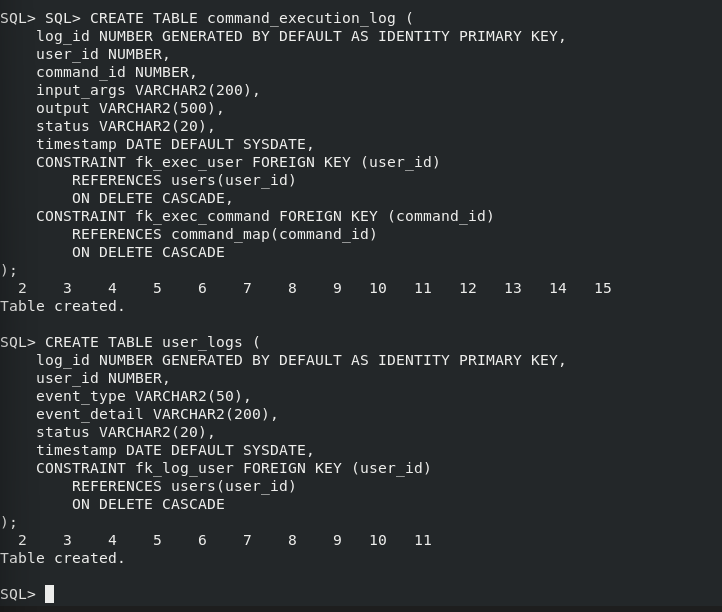 SQL> SQL> CREATE TABLE command_execution_log (
    log_id NUMBER GENERATED BY DEFAULT AS IDENTITY PRIMARY KEY,
    user_id NUMBER,
    command_id NUMBER,
    input_args VARCHAR2(200),
    output VARCHAR2(500),
    status VARCHAR2(20),
    timestamp DATE DEFAULT SYSDATE,
    CONSTRAINT fk_exec_user FOREIGN KEY (user_id)
        REFERENCES users(user_id)
        ON DELETE CASCADE,
    CONSTRAINT fk_exec_command FOREIGN KEY (command_id)
        REFERENCES command_map(command_id)
        ON DELETE CASCADE
);
  2    3    4    5    6    7    8    9   10   11   12   13   14   15
Table created.

SQL> CREATE TABLE user_logs (
    log_id NUMBER GENERATED BY DEFAULT AS IDENTITY PRIMARY KEY,
    user_id NUMBER,
    event_type VARCHAR2(50),
    event_detail VARCHAR2(200),
    status VARCHAR2(20),
    timestamp DATE DEFAULT SYSDATE,
    CONSTRAINT fk_log_user FOREIGN KEY (user_id)
        REFERENCES users(user_id)
        ON DELETE CASCADE
);
  2    3    4    5    6    7    8    9   10   11
Table created.

SQL>